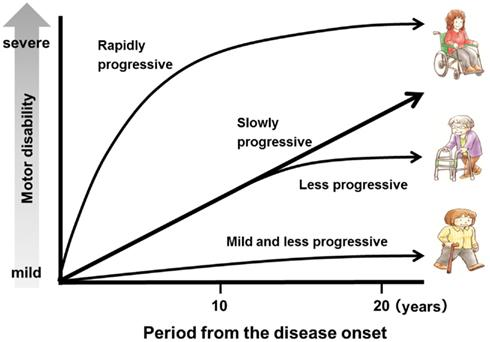 severe
Motor disability
mild
Rapidly
progressive
Slowly
progressive
Less progressive
Mild and less progressive
10
20
(years)
Period from the disease onset